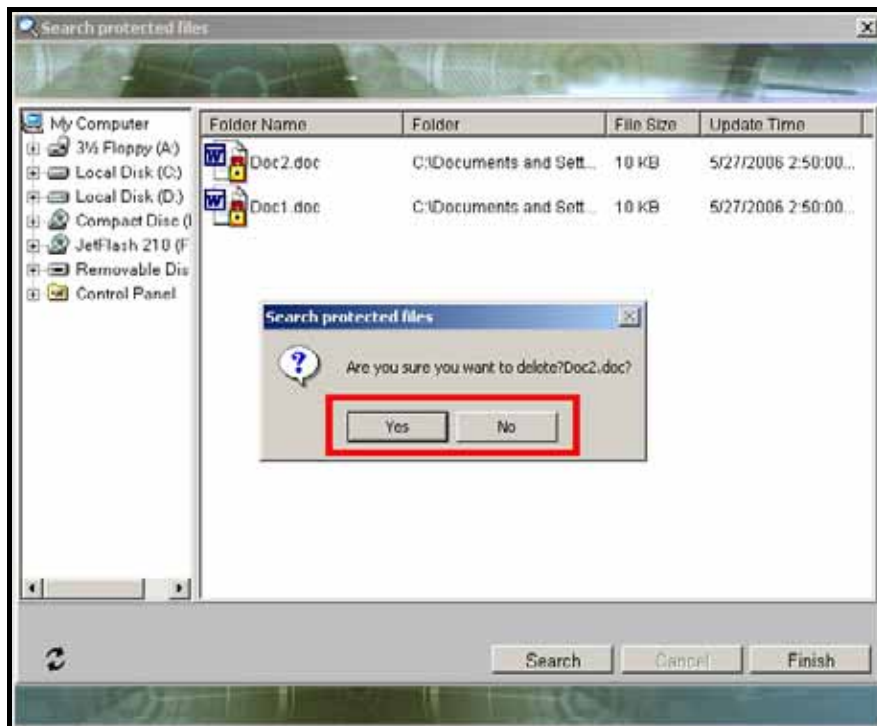 Search protected files
My Computer
3½ Floppy (A:)
Local Disk (C:)
Local Disk (D:)
Compact Disc (
JetFlash 210 (F
Removable Dis
Control Panel
Folder Name Folder File Size Update Time
Doc2.doc C:\Documents and Sett... 10 KB 5/27/2006 2:50:00...
Doc1.doc C:\Documents and Sett... 10 KB 5/27/2006 2:50:00...
Search protected files
Are you sure you want to delete?Doc2.doc?
Yes No
Search Cancel Finish